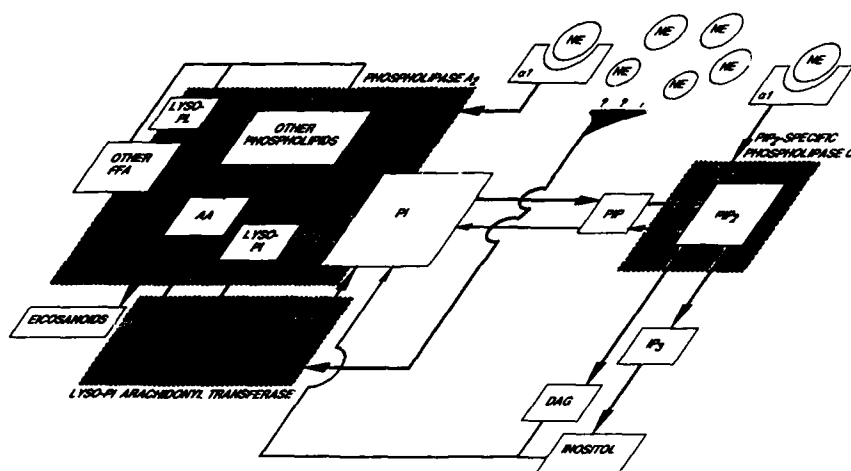 NE
NE
NE
NE
NE
NE
NE
α1
α1
PHOSPHOLIPASE A2
LYSO-
PL
OTHER
PHOSPHOLIPIDS
? ? ?
OTHER
FFA
PIP2-SPECIFIC
PHOSPHOLIPASE C
AA
LYSO-
PI
PI
PIP
PIP2
EICOSANOIDS
IP3
LYSO-PI ARACHIDONYL TRANSFERASE
DAG
INOSITOL